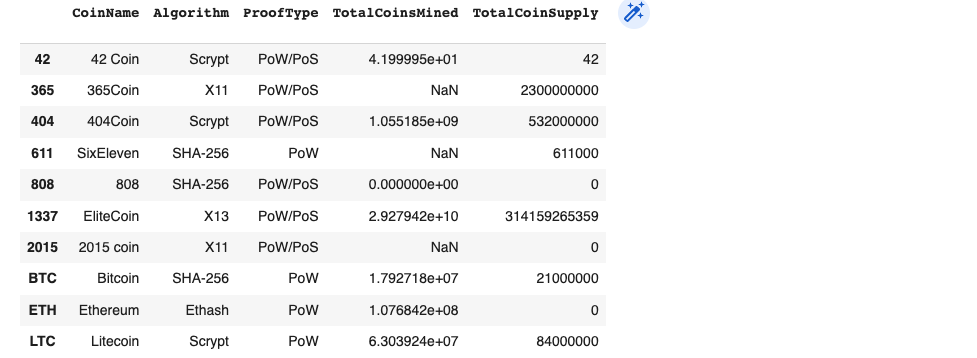 CoinName Algorithm ProofType TotalCoinsMined TotalCoinSupply
42 42 Coin Scrypt PoW/PoS 4.199995e+01 42
365 365Coin X11 PoW/PoS NaN 2300000000
404 404Coin Scrypt PoW/PoS 1.055185e+09 532000000
611 SixEleven SHA-256 PoW NaN 611000
808 808 SHA-256 PoW/PoS 0.000000e+00 0
1337 EliteCoin X13 PoW/PoS 2.927942e+10 314159265359
2015 2015 coin X11 PoW/PoS NaN 0
BTC Bitcoin SHA-256 PoW 1.792718e+07 21000000
ETH Ethereum Ethash PoW 1.076842e+08 0
LTC Litecoin Scrypt PoW 6.303924e+07 84000000